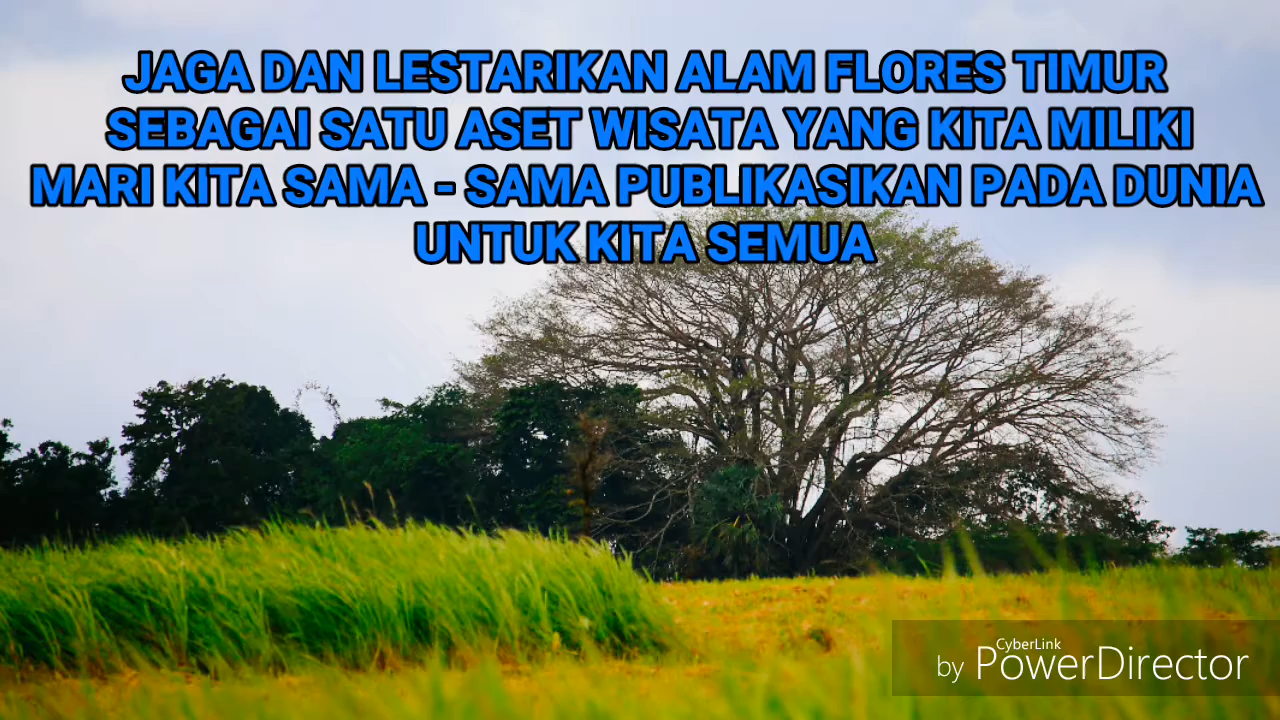 JAGA DAN LESTARIKAN ALAM FLORES TIMUR
SEBAGAI SATU ASET WISATA YANG KITA MILIKI
MARI KITA SAMA - SAMA PUBLIKASIKAN PADA DUNIA
UNTUK KITA SEMUA
CyberLink
by PowerDirector